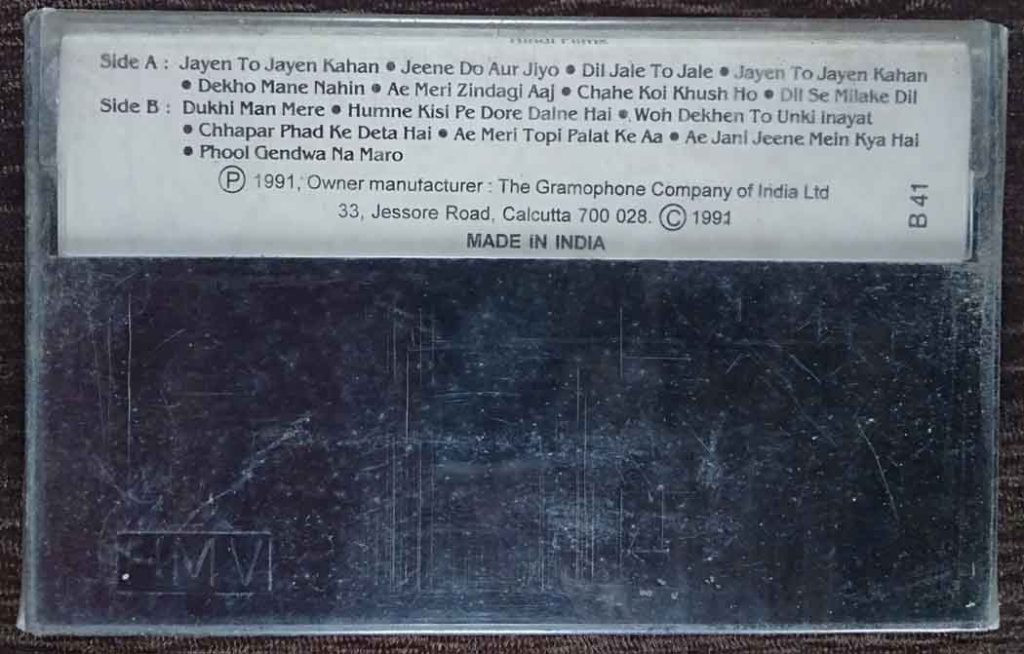 Side A : Jayen To Jayen Kahan • Jeene Do Aur Jiyo • Dil Jale To Jale • Jayen To Jayen Kahan
• Dekho Mane Nahin • Ae Meri Zindagi Aaj • Chahe Koi Khush Ho • Dil Se Milake Dil
Side B : Dukhi Man Mere • Humne Kisi Pe Dore Dalne Hai • Woh Dekhen To Unki Inayat
• Chhapar Phad Ke Deta Hai • Ae Meri Topi Palat Ke Aa • Ae Jani Jeene Mein Kya Hai
• Phool Gendwa Na Maro
Ⓟ 1991, Owner manufacturer : The Gramophone Company of India Ltd
33, Jessore Road, Calcutta 700 028. © 1991
MADE IN INDIA
B 41
HMV